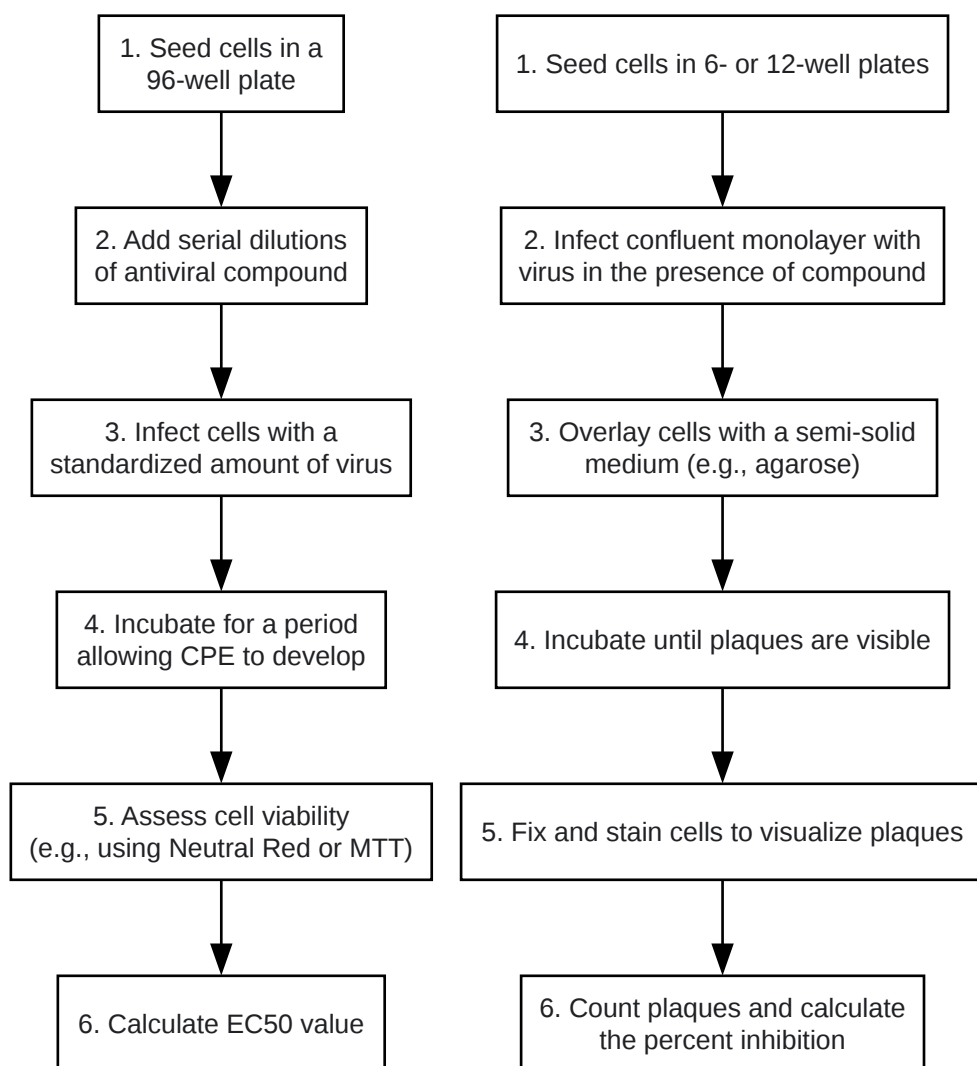 1. Seed cells in a
96-well plate
2. Add serial dilutions
of antiviral compound
3. Infect cells with a
standardized amount of virus
4. Incubate for a period
allowing CPE to develop
5. Assess cell viability
(e.g., using Neutral Red or MTT)
6. Calculate EC50 value
1. Seed cells in 6- or 12-well plates
2. Infect confluent monolayer with
virus in the presence of compound
3. Overlay cells with a semi-solid
medium (e.g., agarose)
4. Incubate until plaques are visible
5. Fix and stain cells to visualize plaques
6. Count plaques and calculate
the percent inhibition